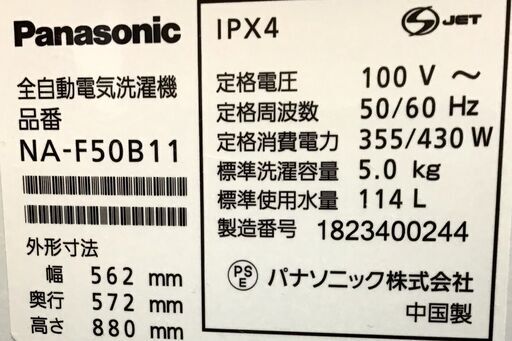 Panasonic
全自動電気洗濯機
品番
NA-F50B11
外形寸法
幅 562 mm
奥行 572 mm
高さ 880 mm
IPX4
S JET
定格電圧 100 V ～
定格周波数 50/60 Hz
定格消費電力 355/430 W
標準洗濯容量 5.0 kg
標準使用水量 114 L
製造番号 1823400244
PS E パナソニック株式会社
中国製